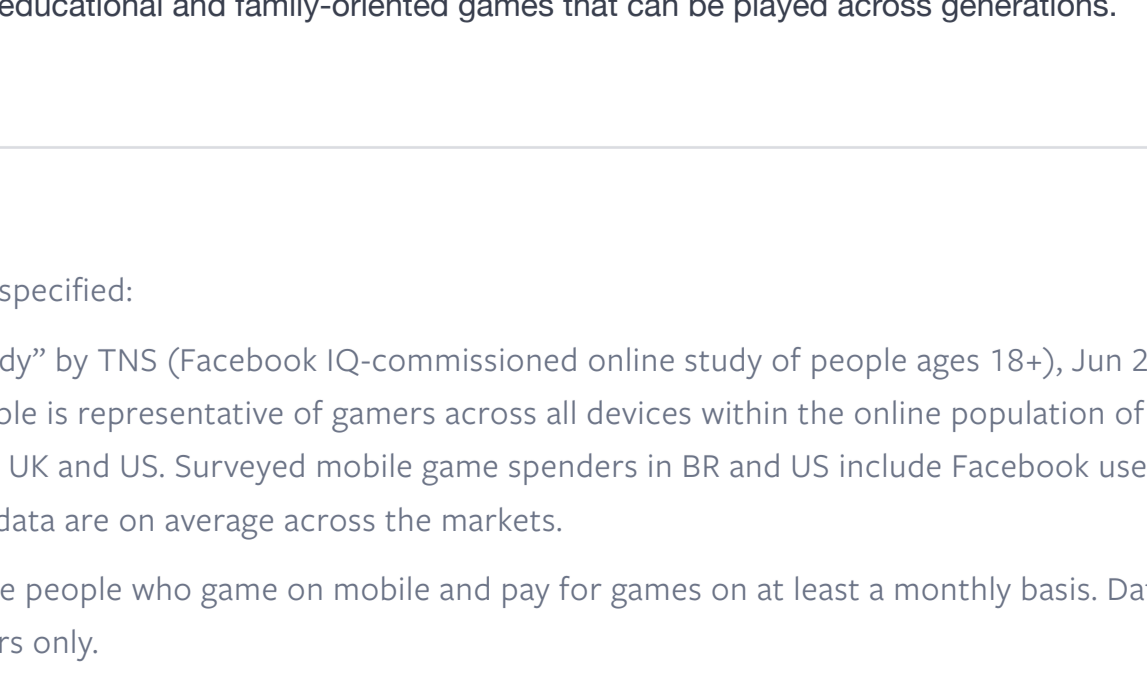 educational and family-oriented games that can be played across generations.
specified:
dy” by TNS (Facebook IQ-commissioned online study of people ages 18+), Jun 2
ple is representative of gamers across all devices within the online population of
UK and US. Surveyed mobile game spenders in BR and US include Facebook use
data are on average across the markets.
e people who game on mobile and pay for games on at least a monthly basis. Da
rs only.